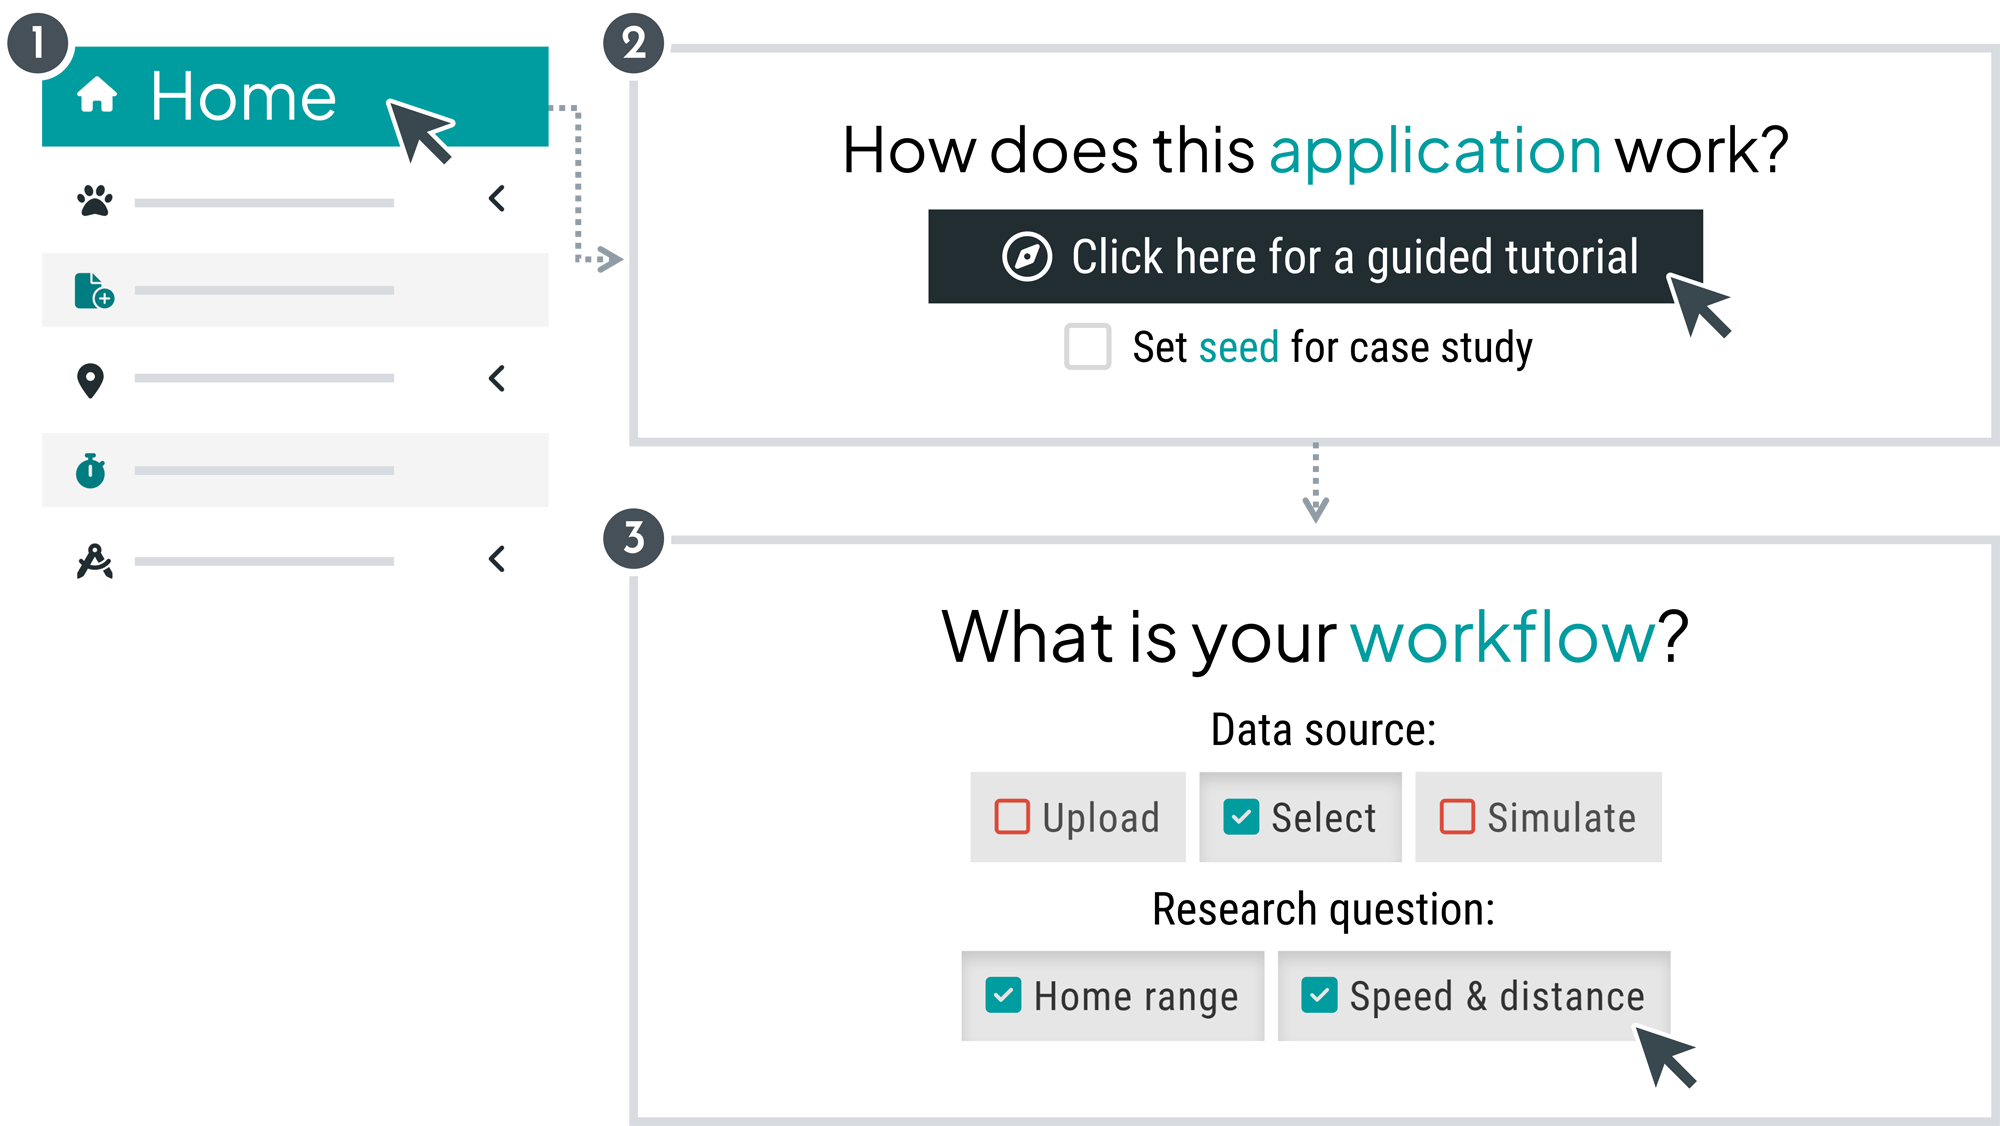 1
Home
2
How does this application work?
Click here for a guided tutorial
Set seed for case study
3
What is your workflow?
Data source:
Upload
Select
Simulate
Research question:
Home range
Speed & distance